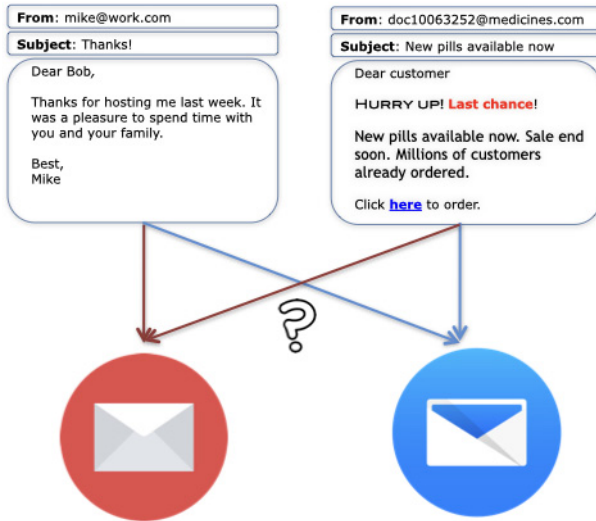 From: mike@work.com
Subject: Thanks!
Dear Bob,
Thanks for hosting me last week. It
was a pleasure to spend time with
you and your family.
Best,
Mike
From: doc10063252@medicines.com
Subject: New pills available now
Dear customer
HURRY UP! Last chance!
New pills available now. Sale end
soon. Millions of customers
already ordered.
Click here to order.
?